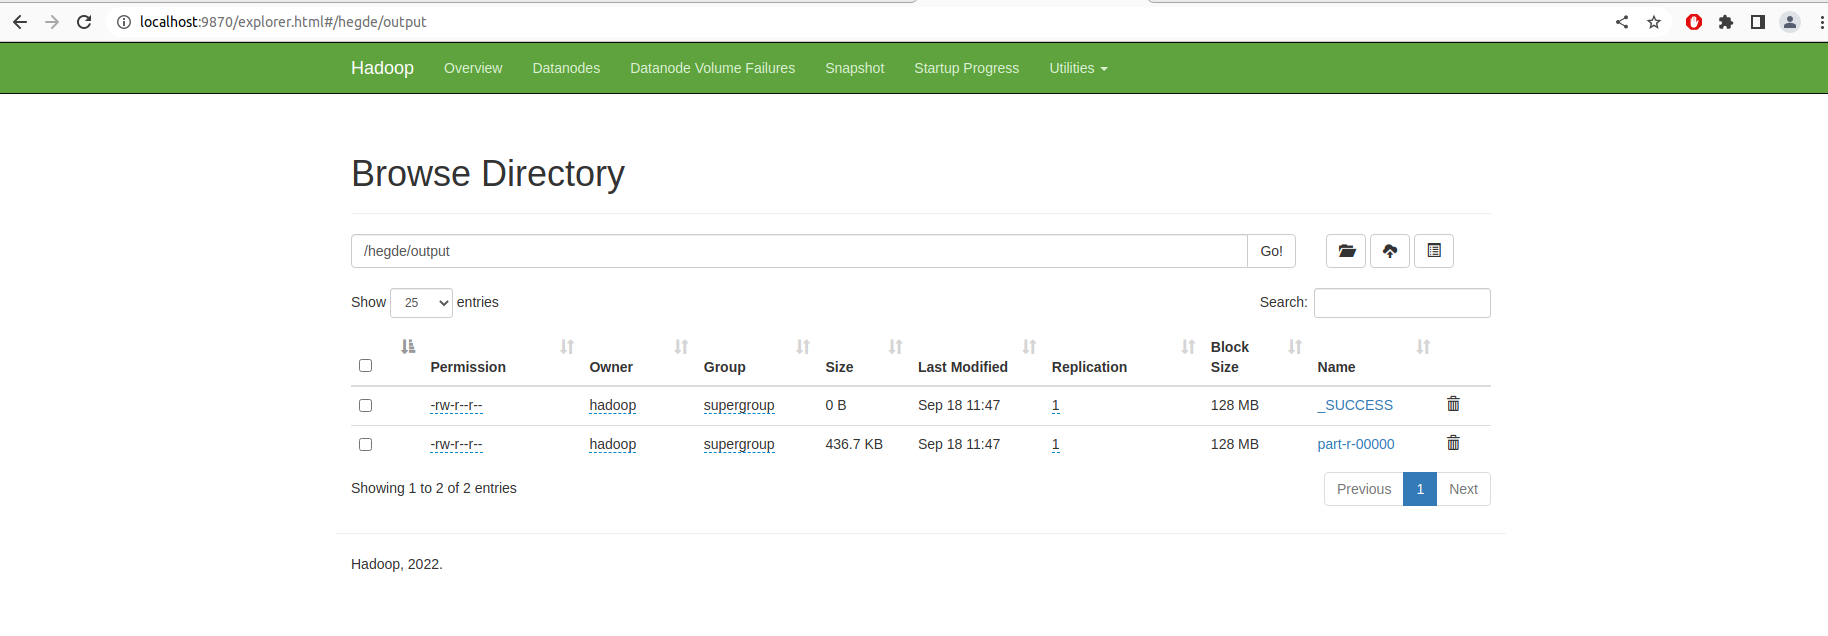 localhost:9870/explorer.html#/hegde/output
Hadoop Overview Datanodes Datanode Volume Failures Snapshot Startup Progress Utilities
Browse Directory
/hegde/output Go!
Show 25 entries Search:
Permission Owner Group Size Last Modified Replication Block Size Name
-rw-r--r-- hadoop supergroup 0 B Sep 18 11:47 1 128 MB _SUCCESS
-rw-r--r-- hadoop supergroup 436.7 KB Sep 18 11:47 1 128 MB part-r-00000
Showing 1 to 2 of 2 entries Previous 1 Next
Hadoop, 2022.